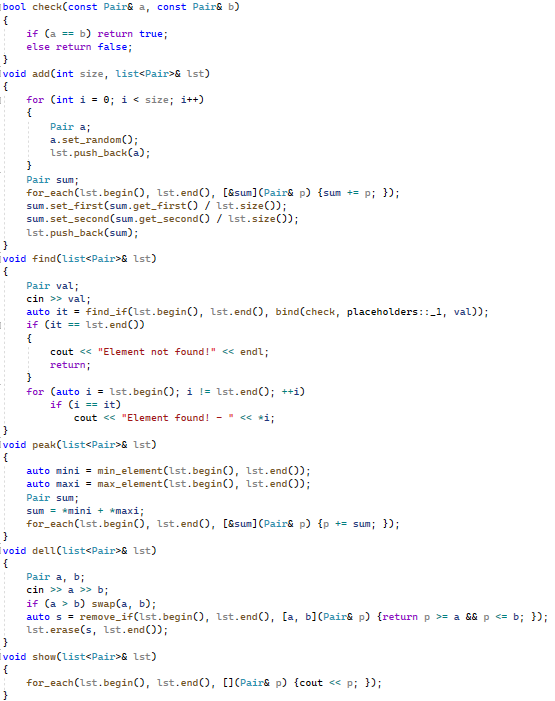 bool check(const Pair& a, const Pair& b)
{
if (a == b) return true;
else return false;
}
void add(int size, list<Pair>& lst)
{
for (int i = 0; i < size; i++)
{
Pair a;
a.set_random();
lst.push_back(a);
}
Pair sum;
for_each(lst.begin(), lst.end(), [&sum](Pair& p) {sum += p; });
sum.set_first(sum.get_first() / lst.size());
sum.set_second(sum.get_second() / lst.size());
lst.push_back(sum);
}
void find(list<Pair>& lst)
{
Pair val;
cin >> val;
auto it = find_if(lst.begin(), lst.end(), bind(check, placeholders::_1, val));
if (it == lst.end())
{
cout << "Element not found!" << endl;
return;
}
for (auto i = lst.begin(); i != lst.end(); ++i)
if (i == it)
cout << "Element found! - " << *i;
}
void peak(list<Pair>& lst)
{
auto mini = min_element(lst.begin(), lst.end());
auto maxi = max_element(lst.begin(), lst.end());
Pair sum;
sum = *mini + *maxi;
for_each(lst.begin(), lst.end(), [&sum](Pair& p) {p += sum; });
}
void dell(list<Pair>& lst)
{
Pair a, b;
cin >> a >> b;
if (a > b) swap(a, b);
auto s = remove_if(lst.begin(), lst.end(), [a, b](Pair& p) {return p >= a && p <= b; });
lst.erase(s, lst.end());
}
void show(list<Pair>& lst)
{
for_each(lst.begin(), lst.end(), [](Pair& p) {cout << p; });
}